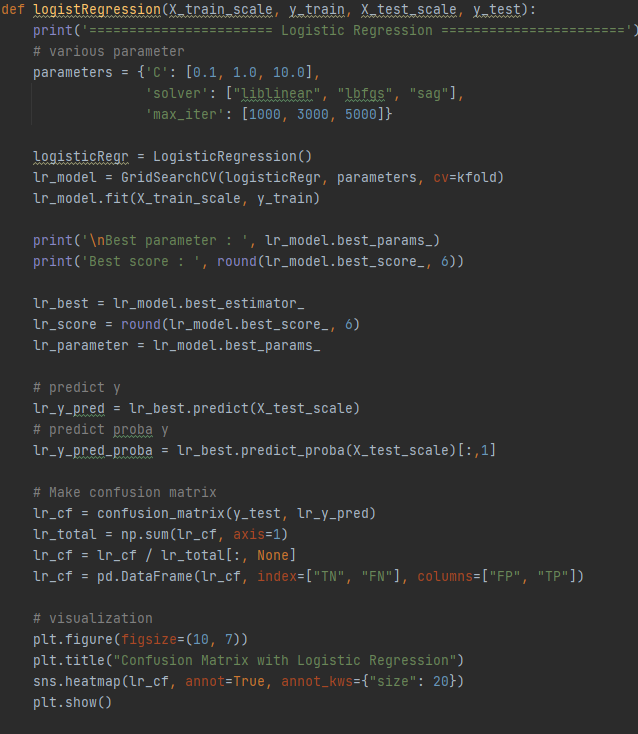 def logistRegression(X_train_scale, y_train, X_test_scale, y_test):
    print('======================= Logistic Regression =======================')
    # various parameter
    parameters = {'C': [0.1, 1.0, 10.0],
                  'solver': ["liblinear", "lbfgs", "sag"],
                  'max_iter': [1000, 3000, 5000]}

    logisticRegr = LogisticRegression()
    lr_model = GridSearchCV(logisticRegr, parameters, cv=kfold)
    lr_model.fit(X_train_scale, y_train)

    print('\nBest parameter : ', lr_model.best_params_)
    print('Best score : ', round(lr_model.best_score_, 6))

    lr_best = lr_model.best_estimator_
    lr_score = round(lr_model.best_score_, 6)
    lr_parameter = lr_model.best_params_

    # predict y
    lr_y_pred = lr_best.predict(X_test_scale)
    # predict proba y
    lr_y_pred_proba = lr_best.predict_proba(X_test_scale)[:,1]

    # Make confusion matrix
    lr_cf = confusion_matrix(y_test, lr_y_pred)
    lr_total = np.sum(lr_cf, axis=1)
    lr_cf = lr_cf / lr_total[:, None]
    lr_cf = pd.DataFrame(lr_cf, index=["TN", "FN"], columns=["FP", "TP"])

    # visualization
    plt.figure(figsize=(10, 7))
    plt.title("Confusion Matrix with Logistic Regression")
    sns.heatmap(lr_cf, annot=True, annot_kws={"size": 20})
    plt.show()